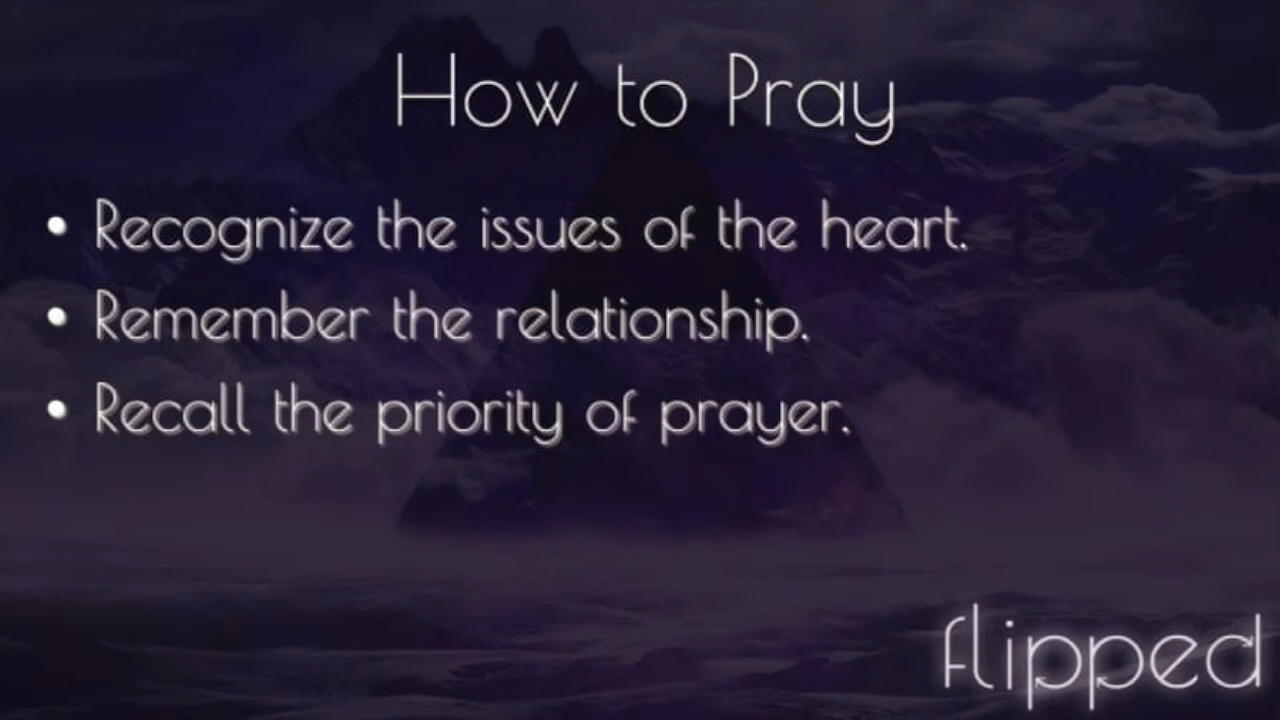 How to Pray
• Recognize the issues of the heart.
• Remember the relationship.
• Recall the priority of prayer.
flipped